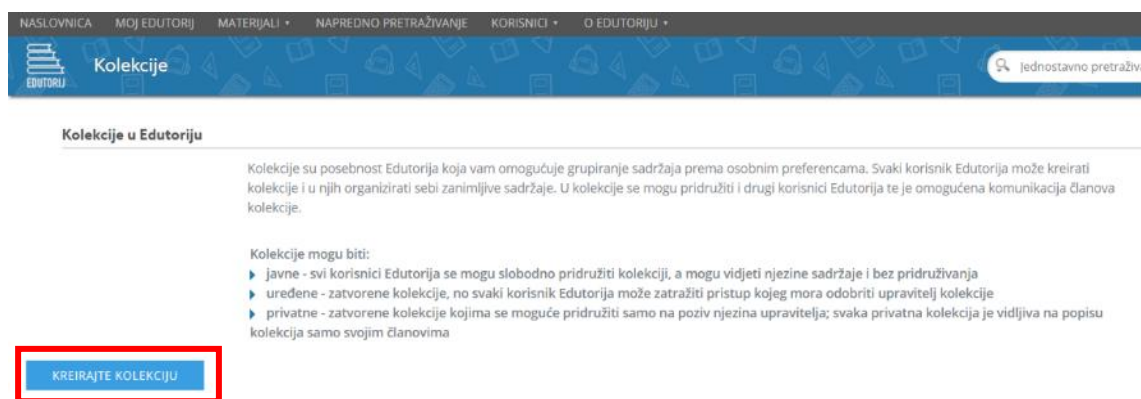 NASLOVNICA MOJ EDUTORIJ MATERIJALI NAPREDNO PRETRAŽIVANJE KORISNICI O EDUTORIJU
EDUTORIJ
Kolekcije
Jednostavno pretraživa
Kolekcije u Edutoriju
Kolekcije su posebnost Edutorija koja vam omogućuje grupiranje sadržaja prema osobnim preferencama. Svaki korisnik Edutorija može kreirati
kolekcije i u njih organizirati sebi zanimljive sadržaje. U kolekcije se mogu pridružiti i drugi korisnici Edutorija te je omogućena komunikacija članova
kolekcije.
Kolekcije mogu biti:
javne - svi korisnici Edutorija se mogu slobodno pridružiti kolekciji, a mogu vidjeti njezine sadržaje i bez pridruživanja
uređene - zatvorene kolekcije, no svaki korisnik Edutorija može zatražiti pristup kojeg mora odobriti upravitelj kolekcije
privatne - zatvorene kolekcije kojima se moguće pridružiti samo na poziv njezina upravitelja; svaka privatna kolekcija je vidljiva na popisu
kolekcija samo svojim članovima
KREIRAJTE KOLEKCIJU